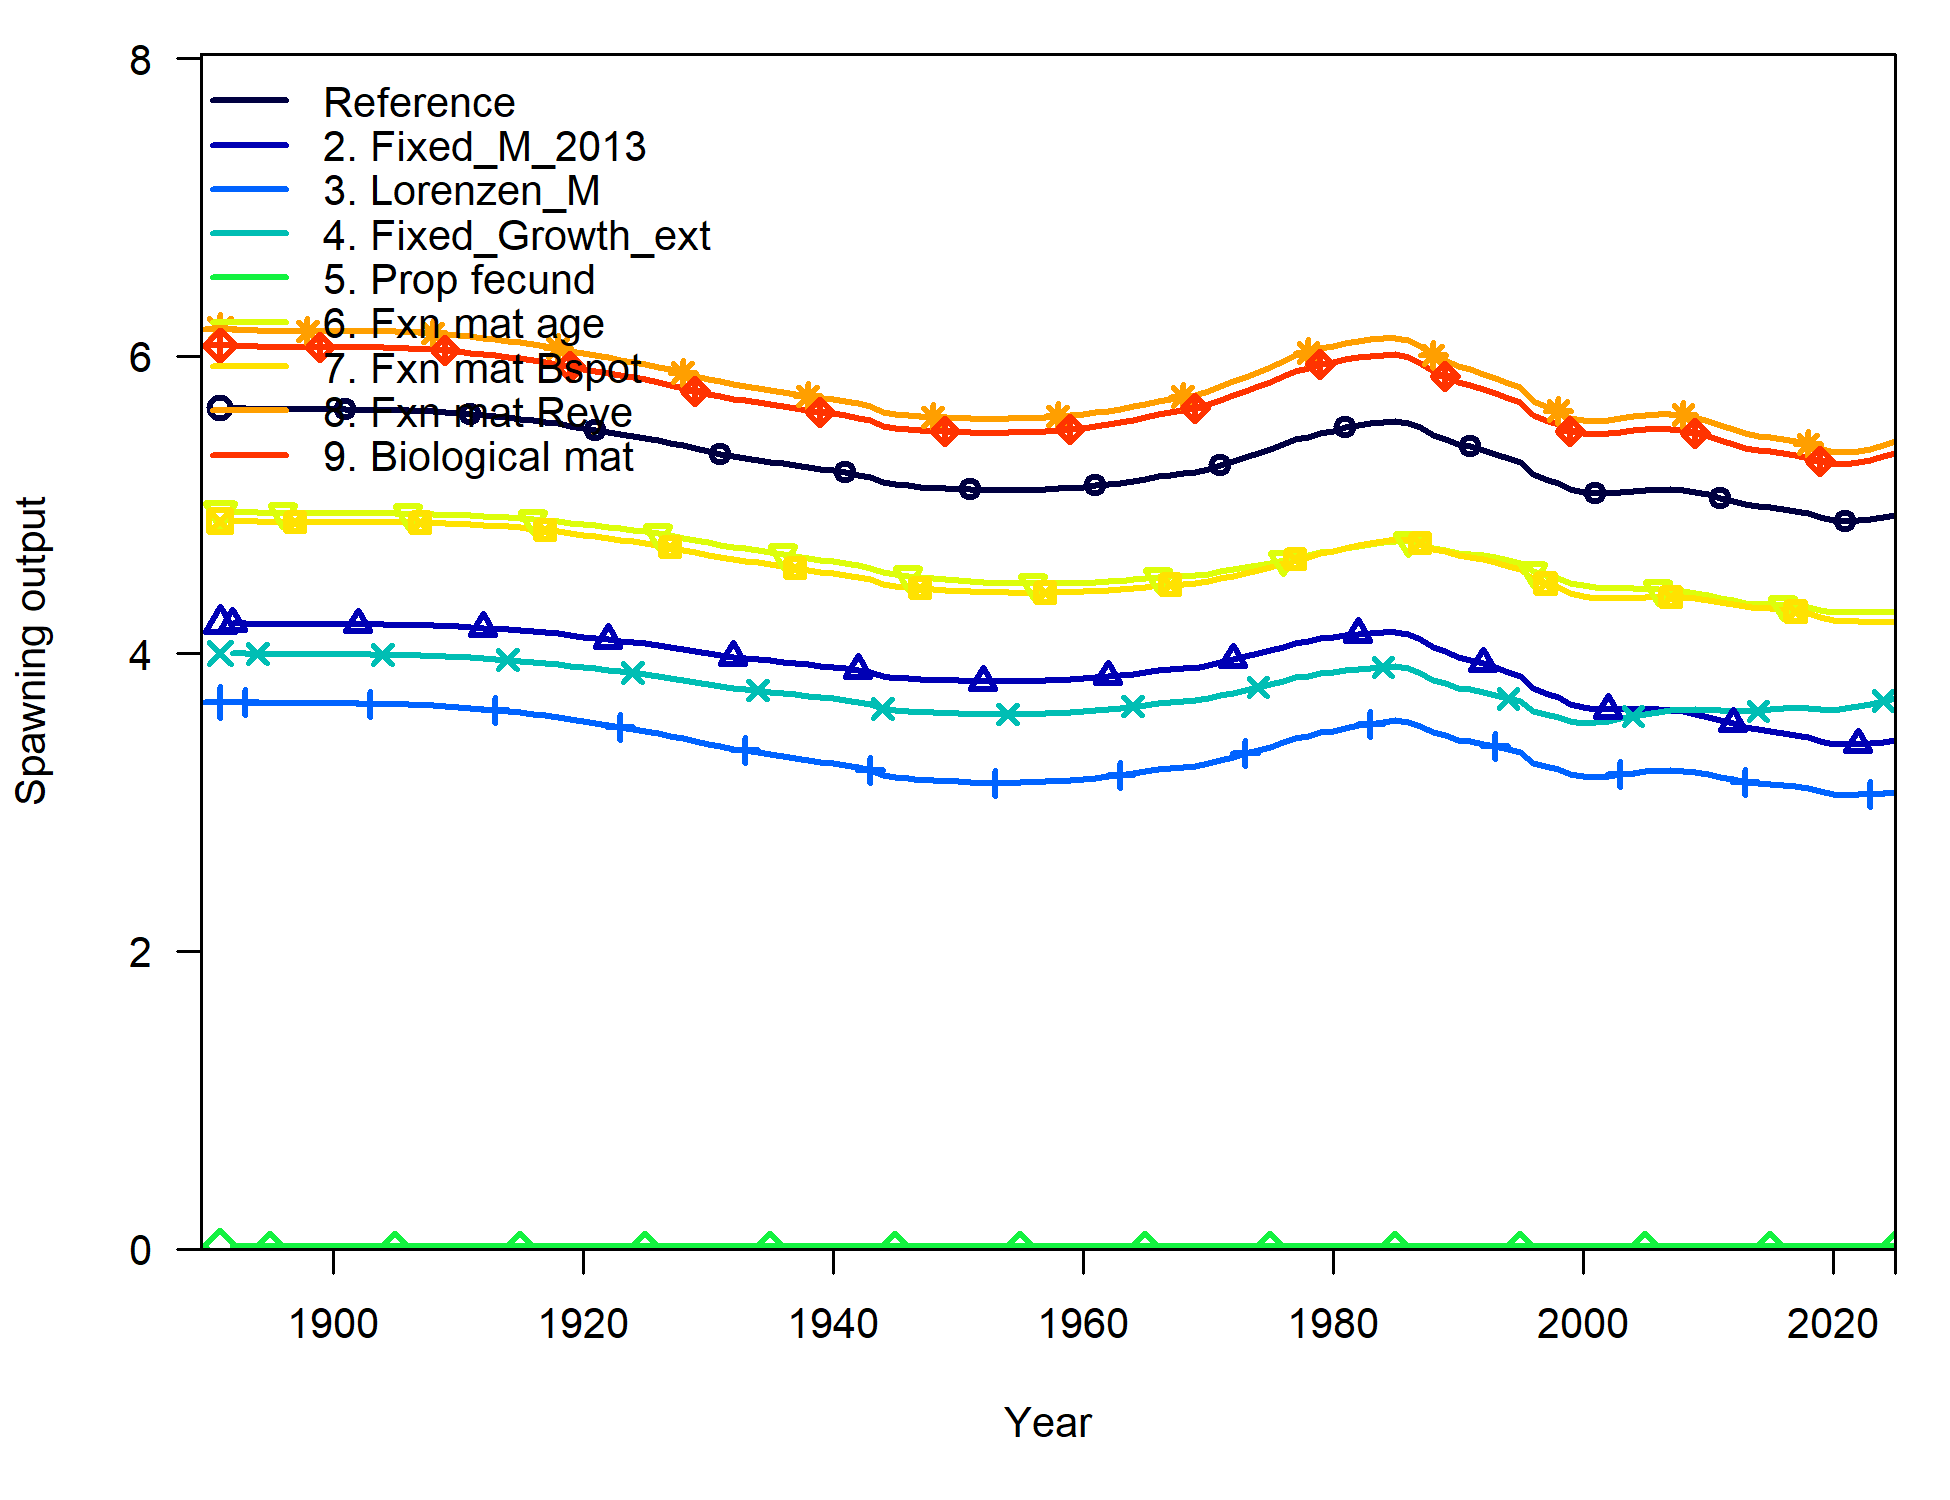 8
Reference
2. Fixed_M_2013
3. Lorenzen_M
4. Fixed_Growth_ext
5. Prop fecund
6. Fxn mat age
6
7. Fxn mat Bspot
8. Fxn mat Reye
9. Biological mat
Spawning output
4
2
0
1900 1920 1940 1960 1980 2000 2020
Year